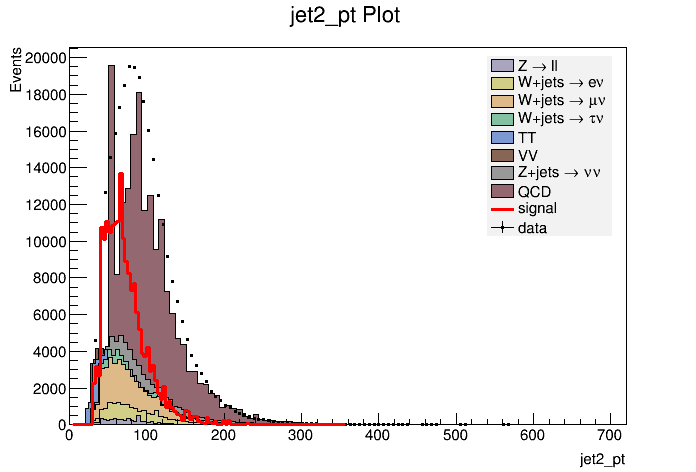 jet2_pt Plot
Events
20000
18000
16000
14000
12000
10000
8000
6000
4000
2000
0
0 100 200 300 400 500 600 700
jet2_pt
Z → ll
W+jets → eν
W+jets → μν
W+jets → τν
TT
VV
Z+jets → νν
QCD
signal
data